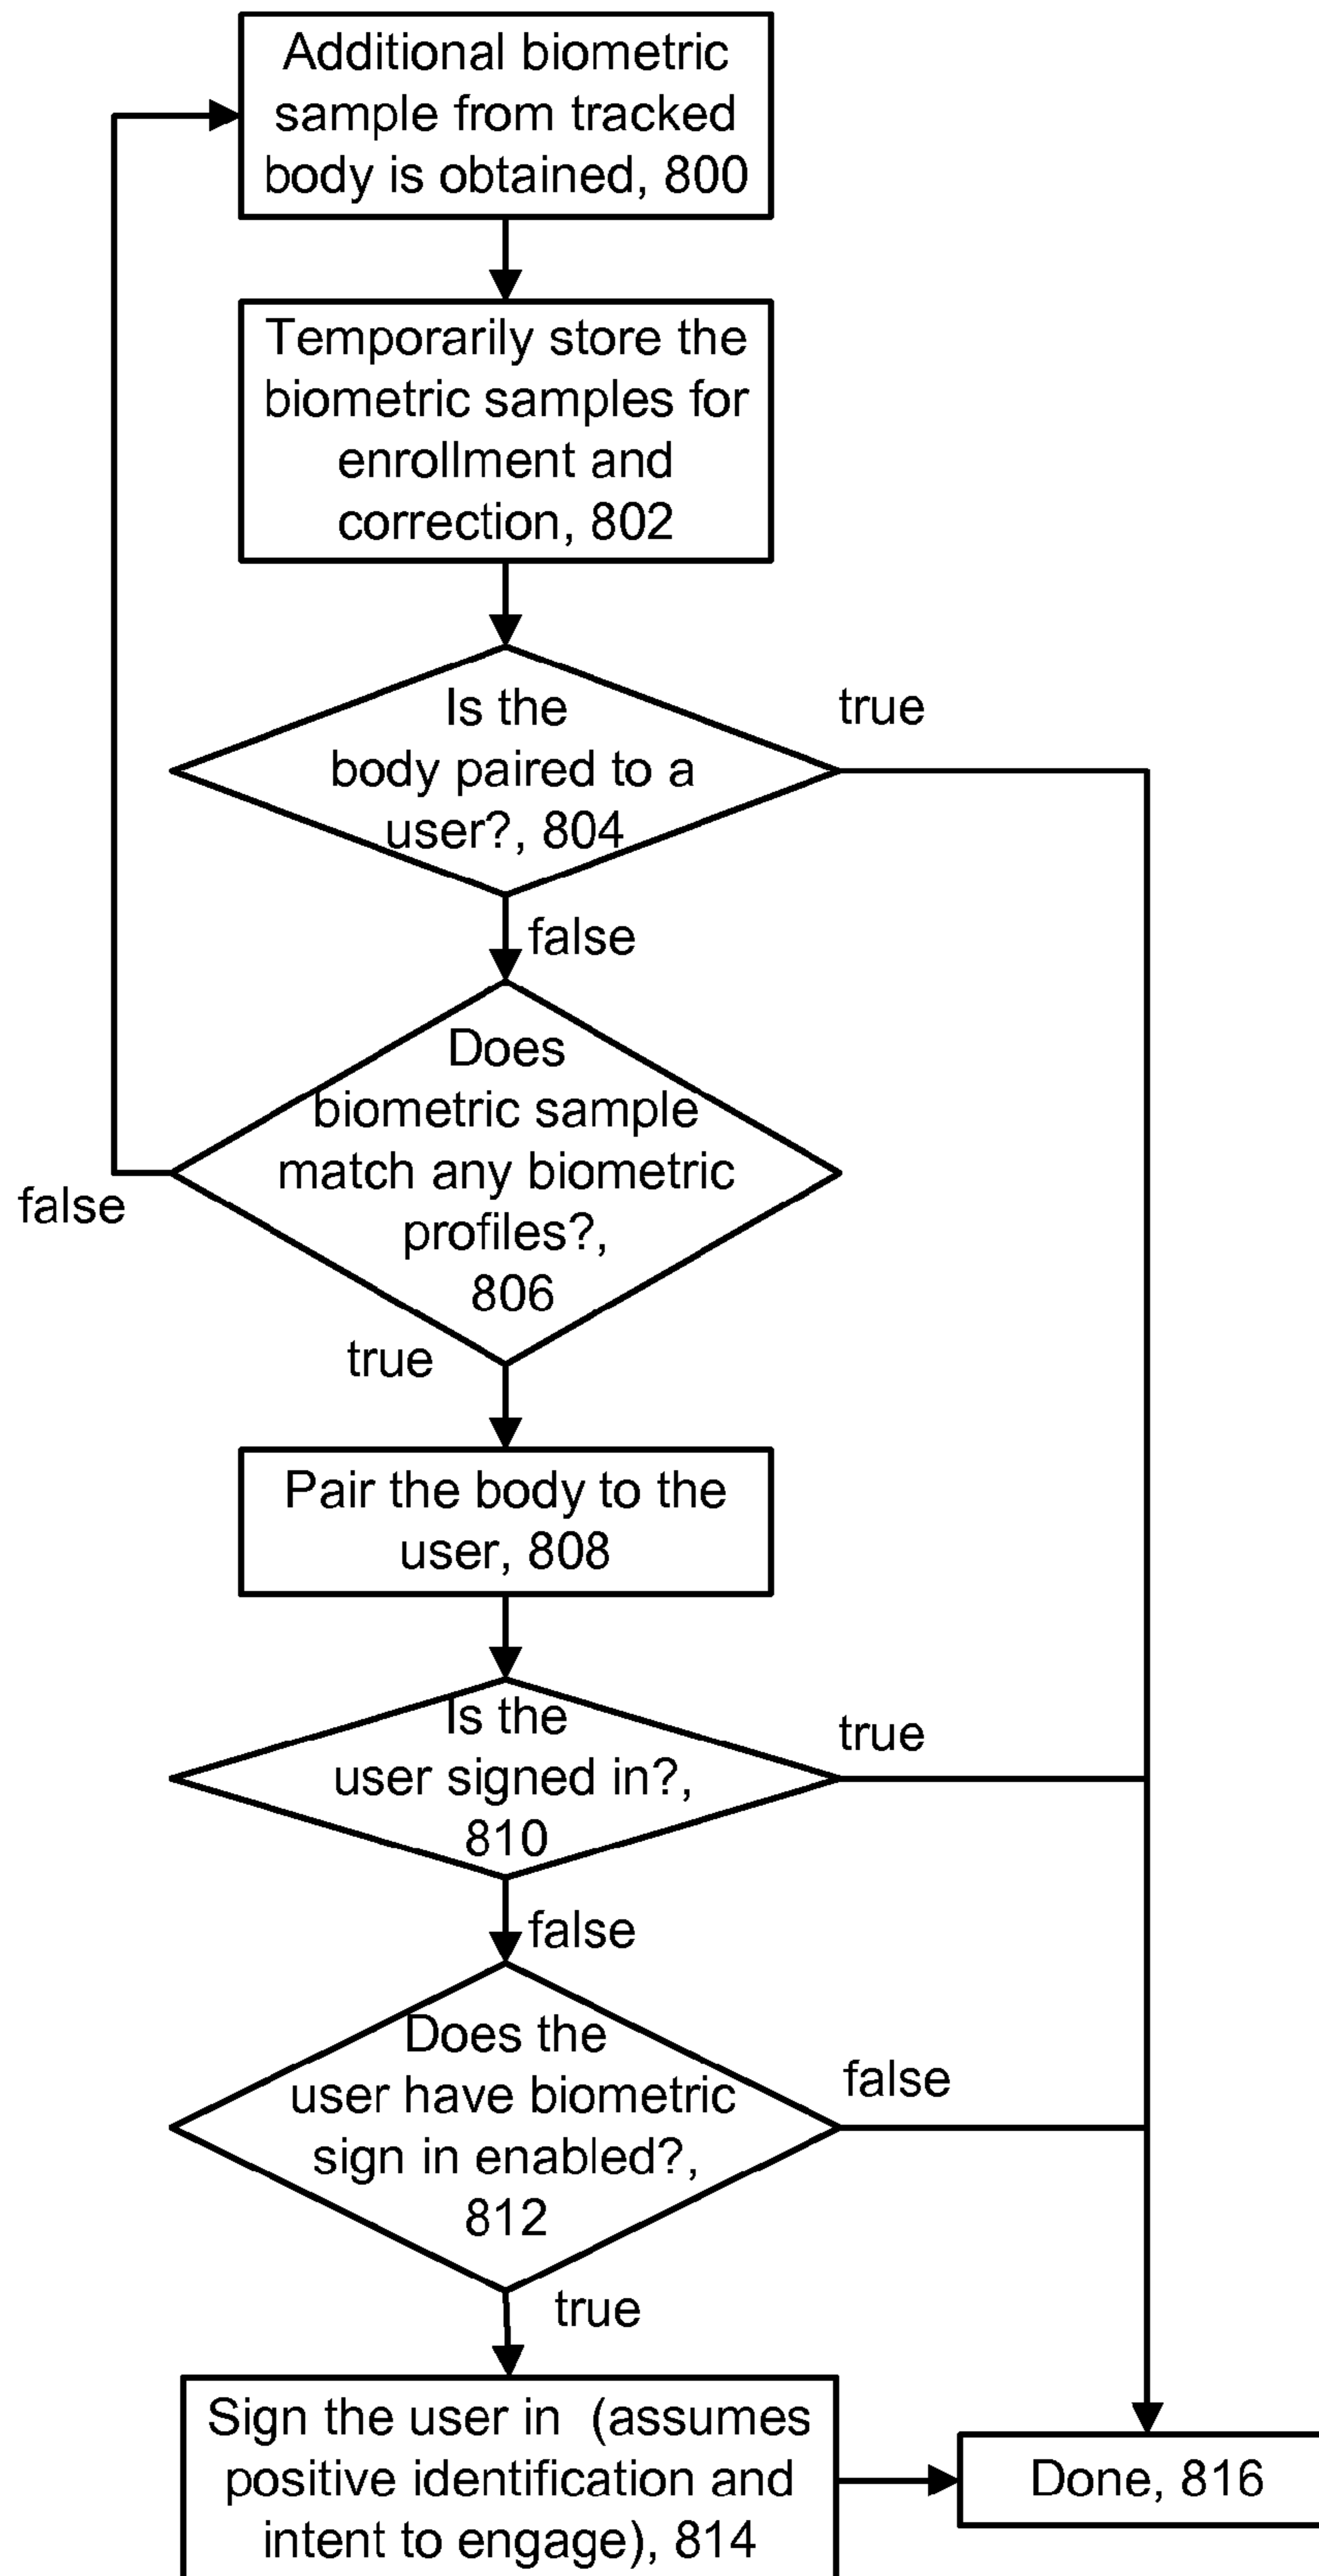 Additional biometric
sample from tracked
body is obtained, 800
Temporarily store the
biometric samples for
enrollment and
correction, 802
Is the
body paired to a
user?, 804
true
false
Does
biometric sample
match any biometric
profiles?,
806
false
true
Pair the body to the
user, 808
Is the
user signed in?,
810
true
false
Does the
user have biometric
sign in enabled?,
812
false
true
Sign the user in (assumes
positive identification and
intent to engage), 814
Done, 816